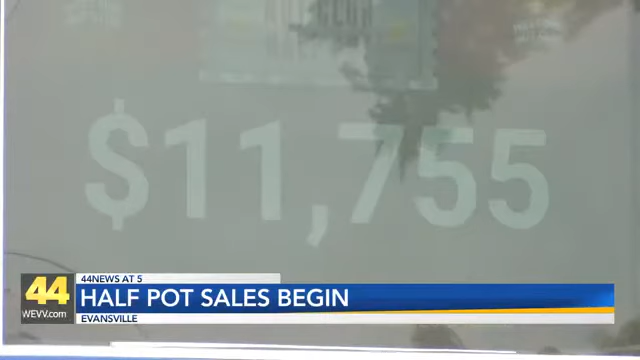 $11,755
44NEWS AT 5
44
HALF POT SALES BEGIN
WEVV.com
EVANSVILLE